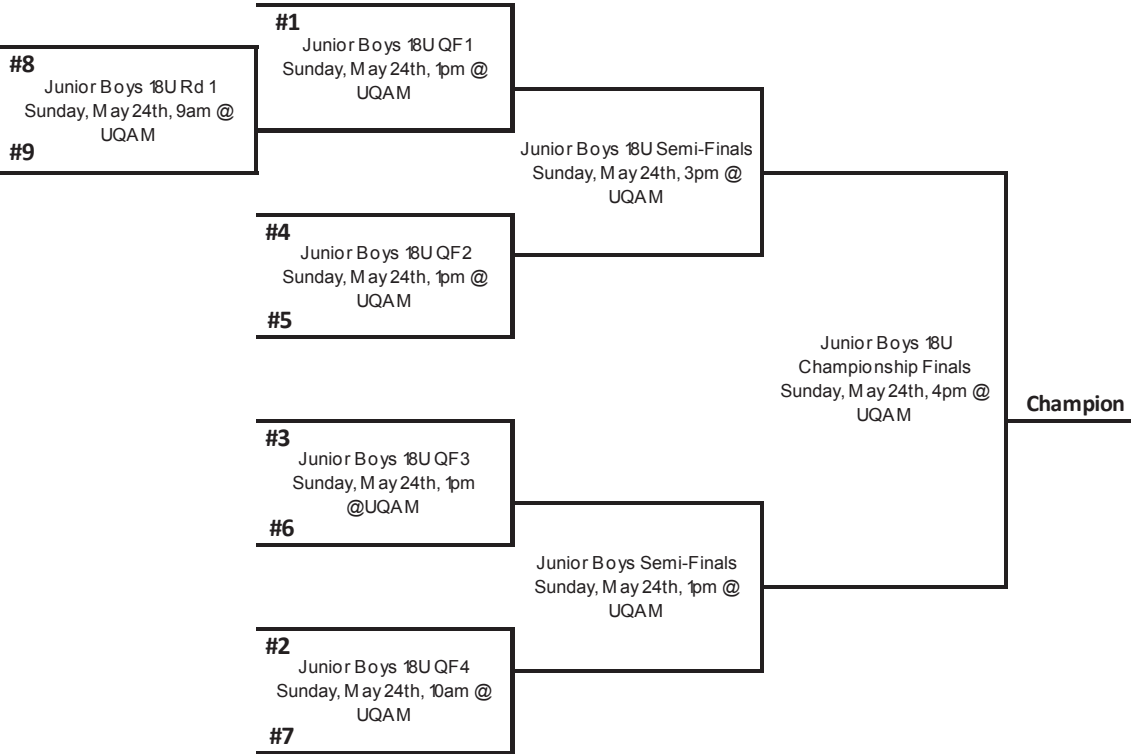 #8
Junior Boys 18U Rd 1
Sunday, May 24th, 9am @
UQAM
#9
#1
Junior Boys 18U QF1
Sunday, May 24th, 1pm @
UQAM
#4
Junior Boys 18U QF2
Sunday, May 24th, 1pm @
UQAM
#5
#3
Junior Boys 18U QF3
Sunday, May 24th, 1pm
@UQAM
#6
#2
Junior Boys 18U QF4
Sunday, May 24th, 10am @
UQAM
#7
Junior Boys 18U Semi-Finals
Sunday, May 24th, 3pm @
UQAM
Junior Boys Semi-Finals
Sunday, May 24th, 1pm @
UQAM
Junior Boys 18U
Championship Finals
Sunday, May 24th, 4pm @
UQAM
Champion